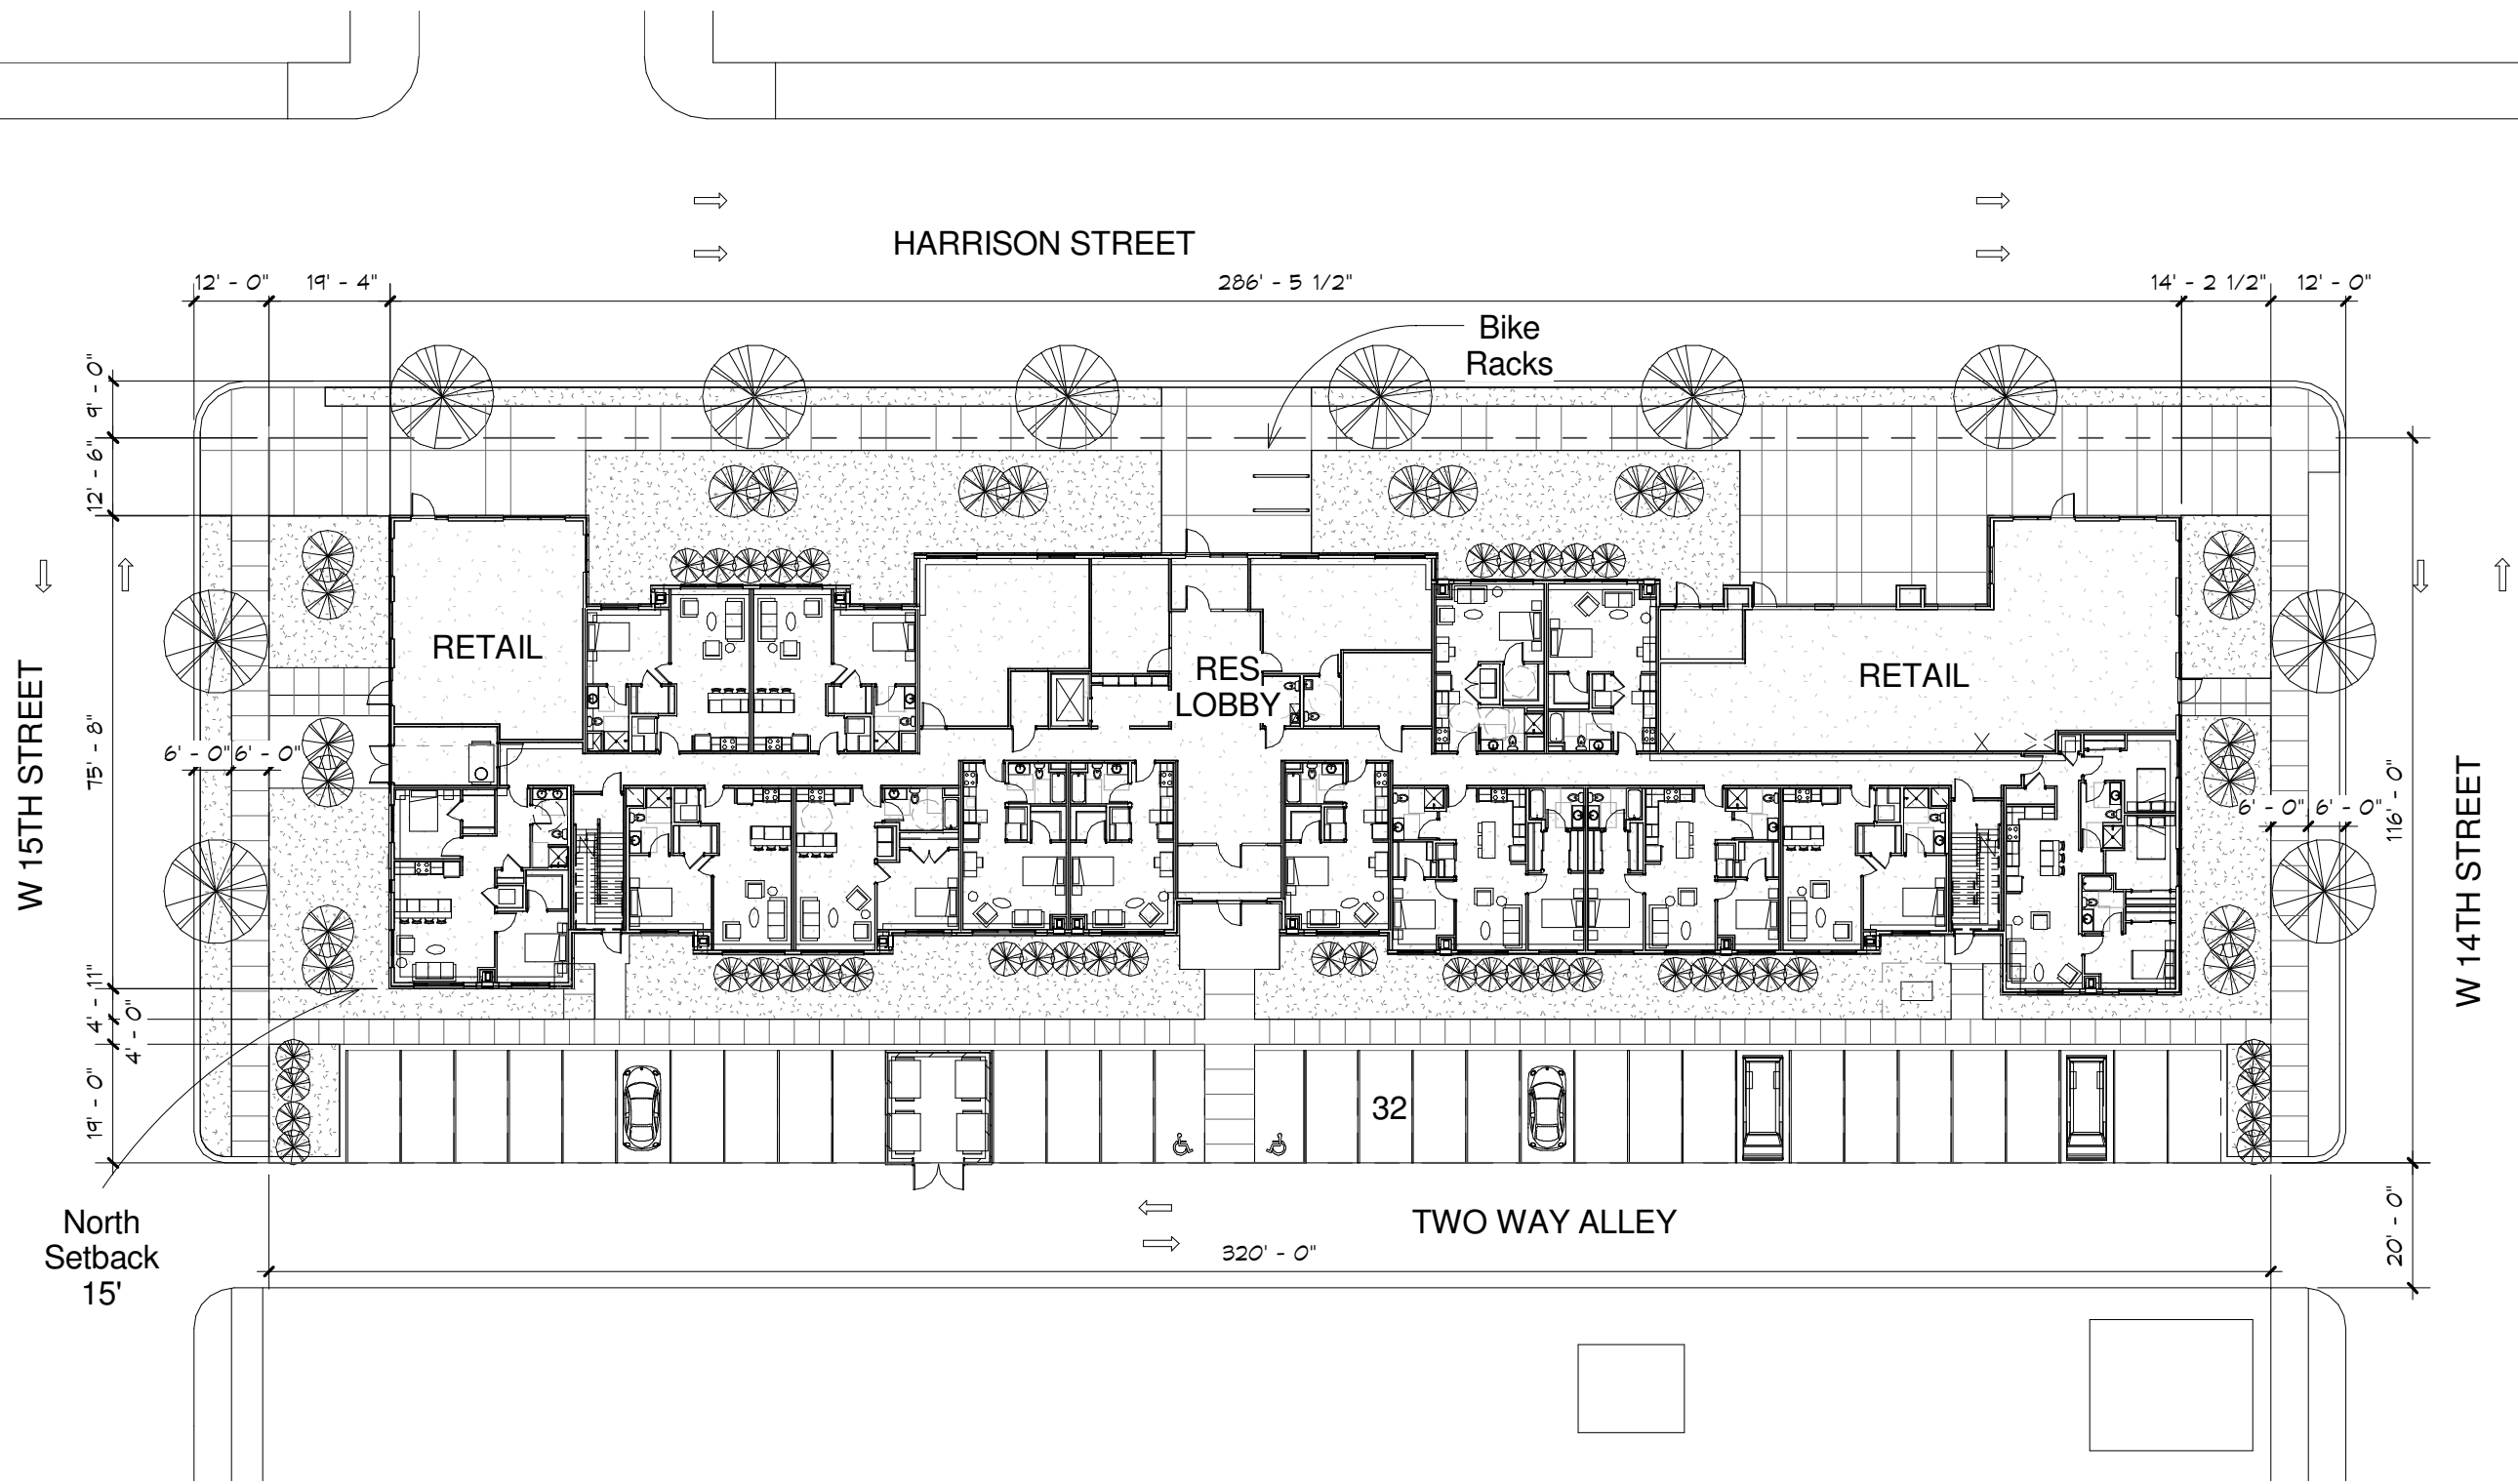 HARRISON STREET
12' - 0"
19' - 4"
286' - 5 1/2"
14' - 2 1/2"
12' - 0"
Bike
Racks
9' - 0"
12' - 6"
75' - 8"
4' - 11"
4' - 0"
19' - 0"
W 15TH STREET
6' - 0"
6' - 0"
RETAIL
RES
LOBBY
RETAIL
6' - 0"
6' - 0"
116' - 0"
W 14TH STREET
32
North
Setback
15'
TWO WAY ALLEY
320' - 0"
20' - 0"